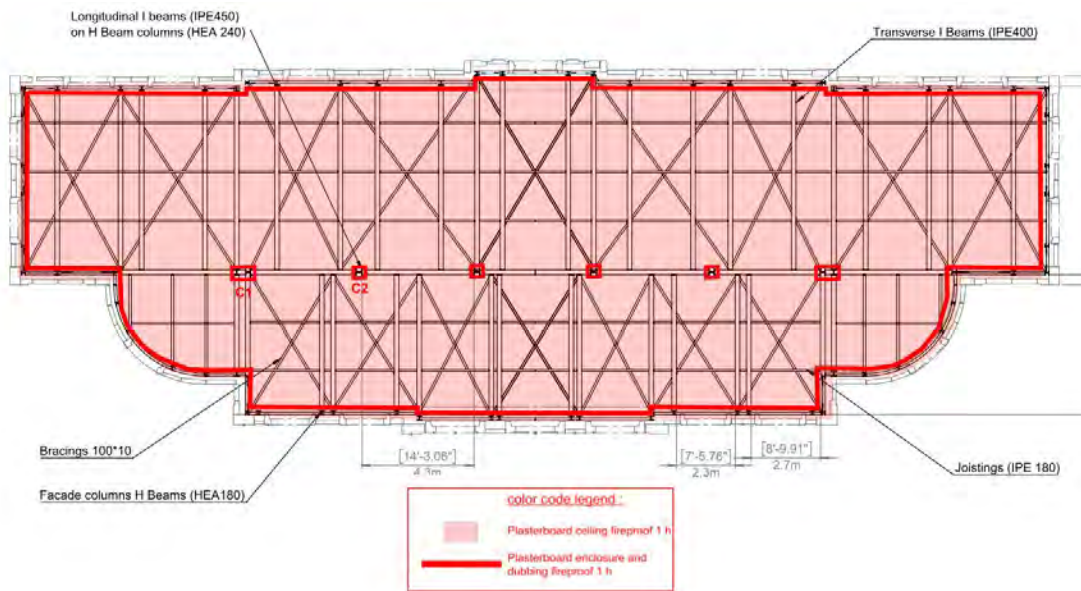 Longitudinal I beams (IPE450)
on H Beam columns (HEA 240)
Transverse I Beams (IPE400)
C1
C2
Bracings 100*10
[14'-3.06"]
4.3m
[7'-5.76"]
2.3m
[8'-9.91"]
2.7m
Joistings (IPE 180)
Facade columns H Beams (HEA180)
color code legend :
Plasterboard ceiling fireproof 1 h
Plasterboard enclosure and
dubbing fireproof 1 h